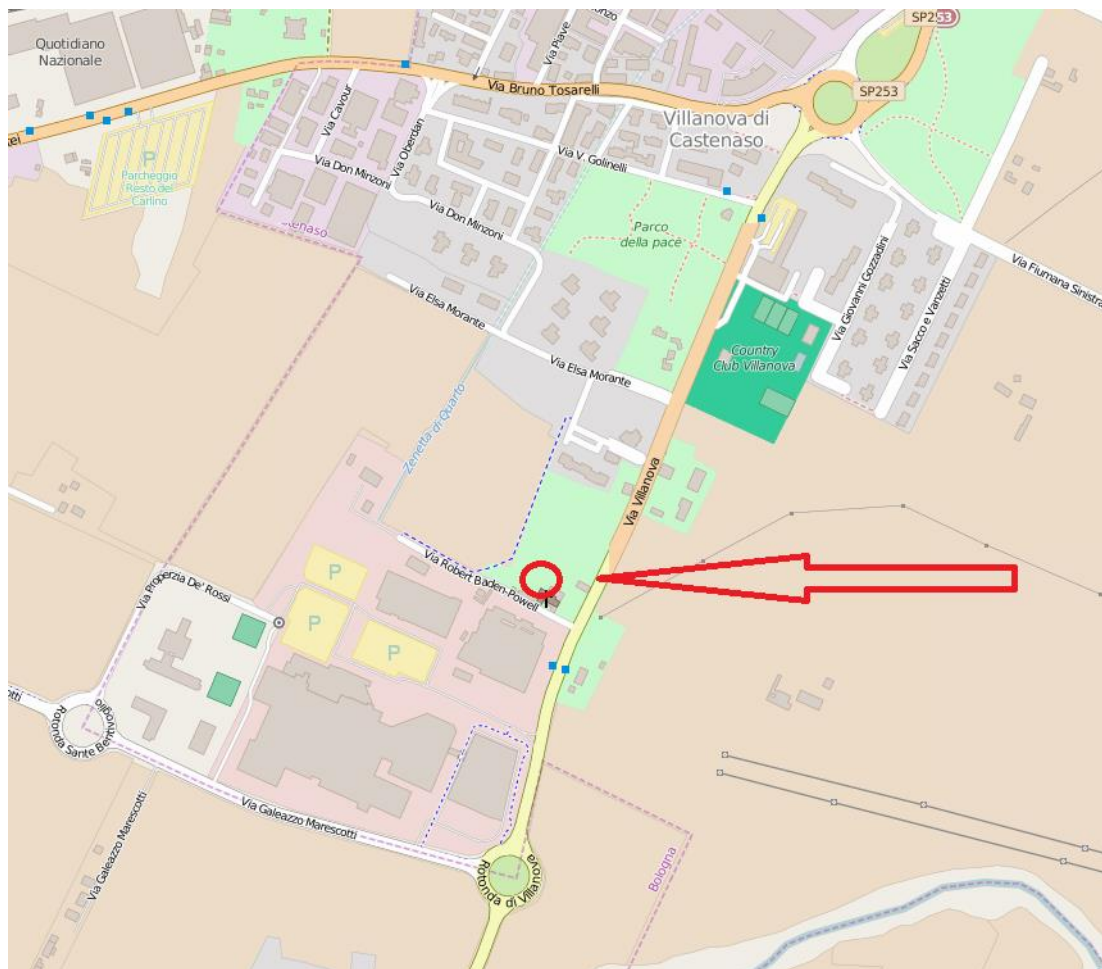 Quotidiano
Nazionale
Via Piave
SP253
SP253
Via Bruno Tosarelli
Via Cavour
Via Oberdan
Villanova di
Castenaso
Via V. Golinelli
Via Don Minzoni
P
Parcheggio
Resto del
Carlino
Via Don Minzoni
Parco
della pace
Via Giovanni Gozzadini
Via Fiumana Sinistra
Via Sacco e Vanzetti
Via Elsa Morante
Country
Club Villanova
Via Elsa Morante
Zenetta di Quarto
Via Villanova
Via Robert Baden-Powell
Via Properzia De' Rossi
P
P
P
Rotonda Sante Bentivoglio
Via Galeazzo Marescotti
Via Galeazzo Marescotti
Rotonda di Villanova
Bologna